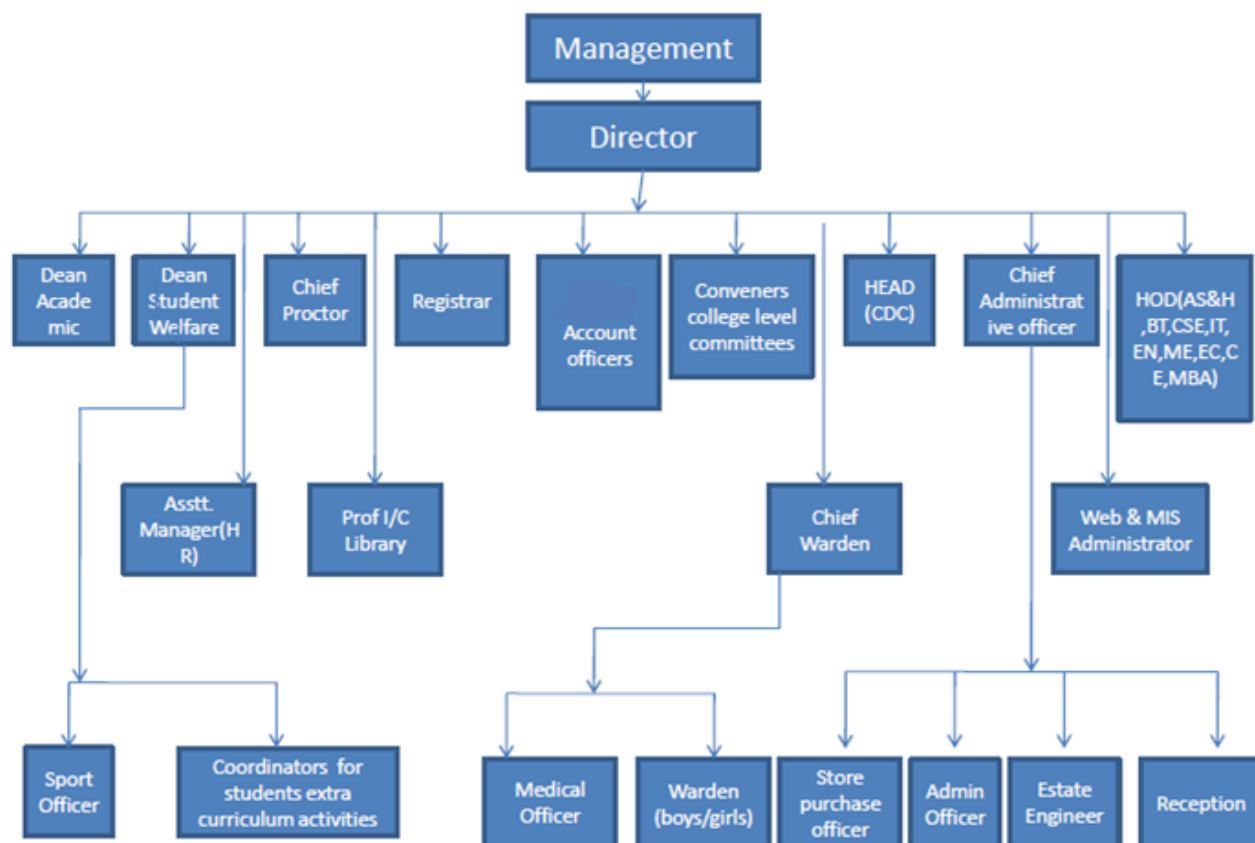 Management
Director
Dean
Acade
mic
Dean
Student
Welfare
Chief
Proctor
Registrar
Account
officers
Conveners
college level
committees
HEAD
(CDC)
Chief
Administrat
ive officer
HOD(AS&H
,BT,CSE,IT,
EN,ME,EC,C
E,MBA)
Asstt.
Manager(H
R)
Prof I/C
Library
Chief
Warden
Web & MIS
Administrator
Sport
Officer
Coordinators for
students extra
curriculum activities
Medical
Officer
Warden
(boys/girls)
Store
purchase
officer
Admin
Officer
Estate
Engineer
Reception